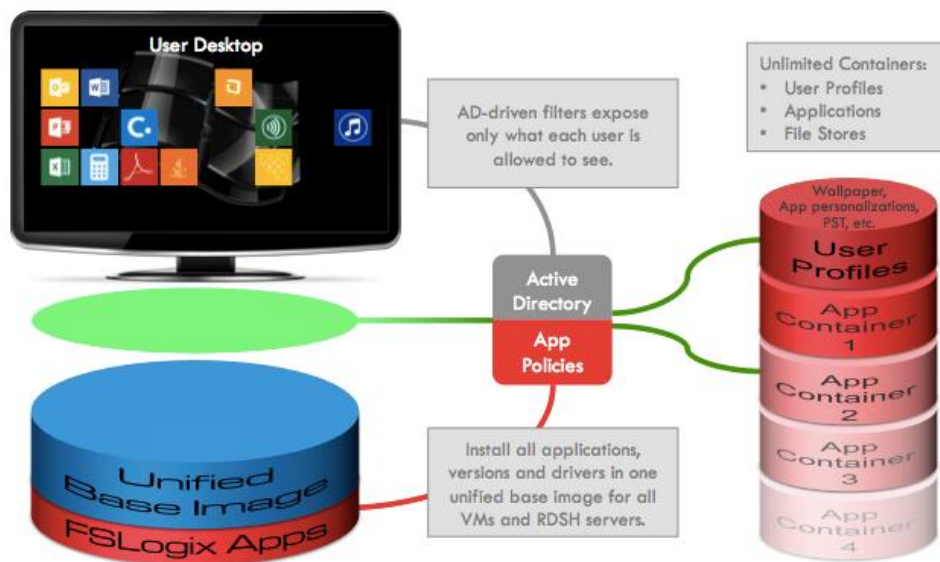 User Desktop
AD-driven filters expose
only what each user is
allowed to see.
Unlimited Containers:
• User Profiles
• Applications
• File Stores
Wallpaper,
App personalizations,
PST, etc.
User
Profiles
Active
Directory
App
Policies
App
Container
1
App
Container
2
App
Container
3
App
Container
4
Unified
Base Image
FSLogix Apps
Install all applications,
versions and drivers in one
unified base image for all
VMs and RDSH servers.